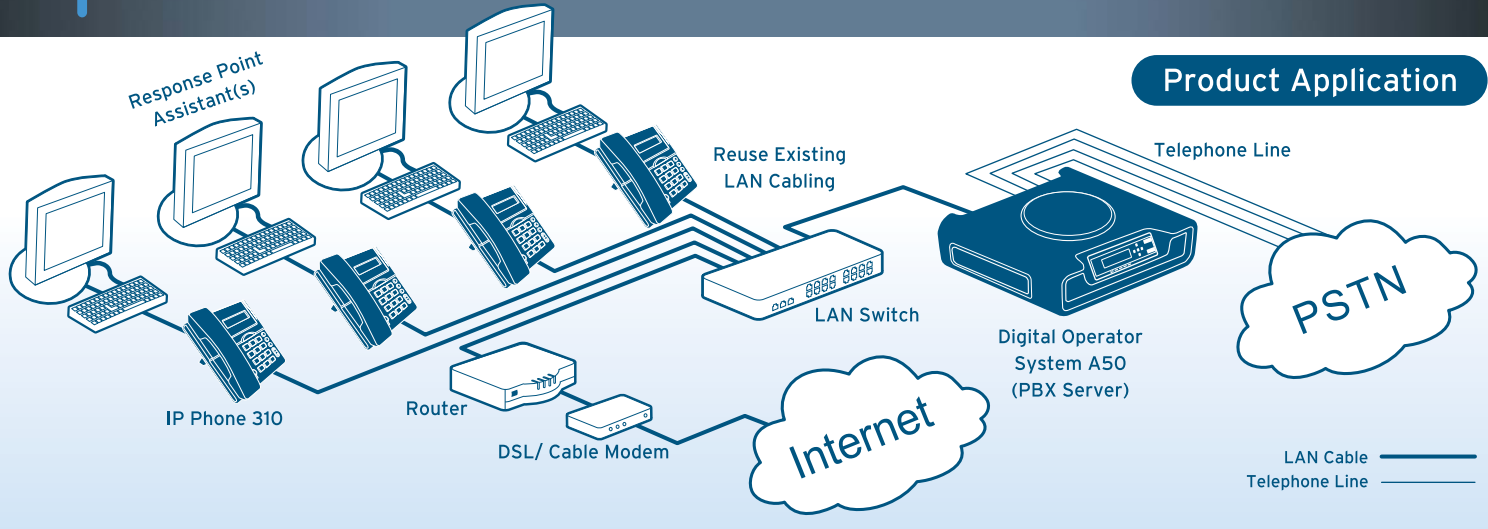 Product Application
Response Point
Assistant(s)
Reuse Existing
LAN Cabling
Telephone Line
LAN Switch
PSTN
Digital Operator
System A50
(PBX Server)
IP Phone 310
Router
DSL/ Cable Modem
Internet
LAN Cable
Telephone Line